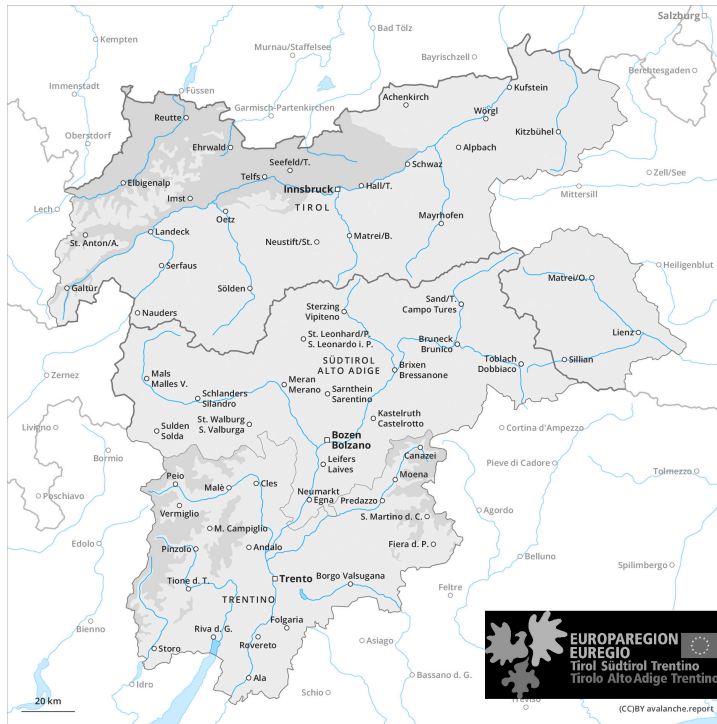 Salzburg
Kempten
Bad Tölz
Murnau/Staffelsee
Bayrischzell
Berchtesgaden
Immenstadt
Füssen
Kufstein
Achenkirch
Garmisch-Partenkirchen
Wörgl
Reutte
Kitzbühel
Oberstdorf
Ehrwald
Alpbach
Seefeld/T.
Schwaz
Telfs
Zell/See
Elbigenalp
Innsbruck
Hall/T.
Mittersill
Imst
TIROL
Lech
Oetz
Mayrhofen
Landeck
St. Anton/A.
Neustift/St.
Matrei/B.
Serfaus
Heiligenblut
Matrei/O.
Galtür
Sölden
Sand/T.
Campo Tures
Sterzing
Vipiteno
Nauders
Lienz
St. Leonhard/P.
S. Leonardo i. P.
Bruneck
Brunico
SÜDTIROL
ALTO ADIGE
Toblach
Dobbiaco
Sillian
Brixen
Bressanone
Zernez
Mals
Malles V.
Meran
Merano
Sarnthein
Sarentino
Schlanders
Silandro
St. Walburg
S. Valburga
Kastelruth
Castelrotto
Livigno
Sulden
Solda
Cortina d'Ampezzo
Bozen
Bolzano
Bormio
Canazei
Pieve di Cadore
Leifers
Laives
Tolmezzo
Peio
Moena
Malè
Cles
Neumarkt
Egna
Predazzo
Poschiavo
Vermiglio
Agordo
S. Martino d. C.
M. Campiglio
Edolo
Pinzolo
Andalo
Fiera d. P.
Belluno
Spilimbergo
Trento
Borgo Valsugana
Tione d. T.
Feltre
TRENTINO
Folgaria
Bienno
Riva d. G.
Rovereto
Asiago
Storo
EUROPAREGION
EUREGIO
Tirol Südtirol Trentino
Tirolo Alto Adige Trentino
Idro
Ala
Schio
Bassano d. G.
Treviso
20 km
(CC)BY avalanche.report